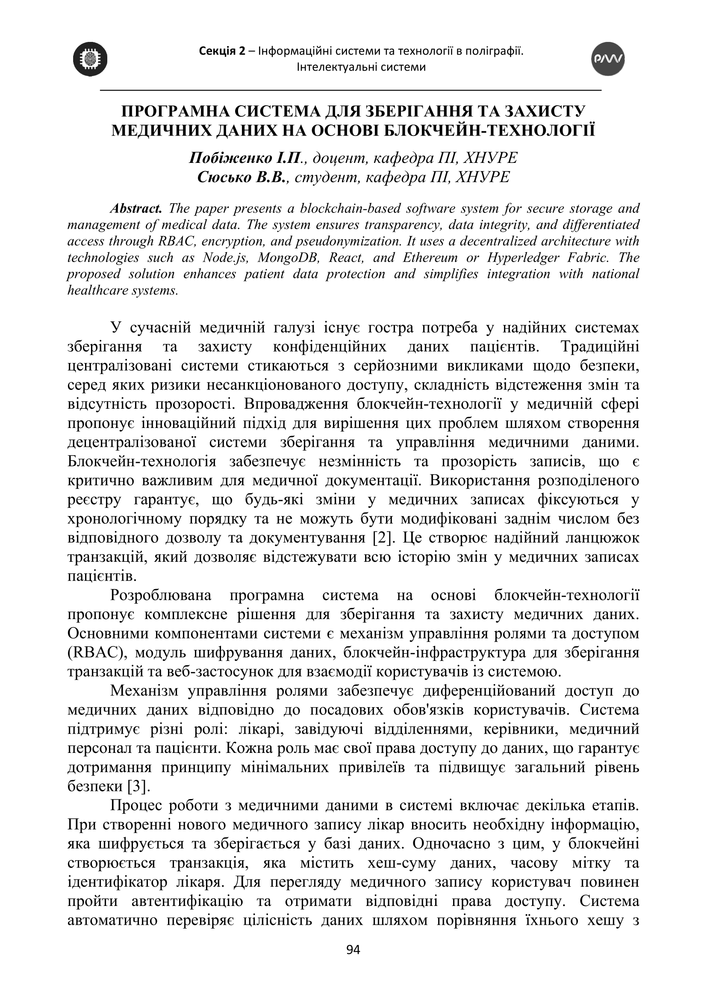 Секція 2 – Інформаційні системи та технології в поліграфії.
Інтелектуальні системи
ПРОГРАМНА СИСТЕМА ДЛЯ ЗБЕРІГАННЯ ТА ЗАХИСТУ
МЕДИЧНИХ ДАНИХ НА ОСНОВІ БЛОКЧЕЙН-ТЕХНОЛОГІЇ
Побіженко І.П., доцент, кафедра ПІ, ХНУРЕ
Сюсько В.В., студент, кафедра ПІ, ХНУРЕ
Abstract. The paper presents a blockchain-based software system for secure storage and
management of medical data. The system ensures transparency, data integrity, and differentiated
access through RBAC, encryption, and pseudonymization. It uses a decentralized architecture with
technologies such as Node.js, MongoDB, React, and Ethereum or Hyperledger Fabric. The
proposed solution enhances patient data protection and simplifies integration with national
healthcare systems.
У сучасній медичній галузі існує гостра потреба у надійних системах
зберігання та захисту конфіденційних даних пацієнтів. Традиційні
централізовані системи стикаються з серйозними викликами щодо безпеки,
серед яких ризики несанкціонованого доступу, складність відстеження змін та
відсутність прозорості. Впровадження блокчейн-технології у медичній сфері
пропонує інноваційний підхід для вирішення цих проблем шляхом створення
децентралізованої системи зберігання та управління медичними даними.
Блокчейн-технологія забезпечує незмінність та прозорість записів, що є
критично важливим для медичної документації. Використання розподіленого
реєстру гарантує, що будь-які зміни у медичних записах фіксуються у
хронологічному порядку та не можуть бути модифіковані заднім числом без
відповідного дозволу та документування [2]. Це створює надійний ланцюжок
транзакцій, який дозволяє відстежувати всю історію змін у медичних записах
пацієнтів.
Розроблювана програмна система на основі блокчейн-технології
пропонує комплексне рішення для зберігання та захисту медичних даних.
Основними компонентами системи є механізм управління ролями та доступом
(RBAC), модуль шифрування даних, блокчейн-інфраструктура для зберігання
транзакцій та веб-застосунок для взаємодії користувачів із системою.
Механізм управління ролями забезпечує диференційований доступ до
медичних даних відповідно до посадових обов'язків користувачів. Система
підтримує різні ролі: лікарі, завідуючі відділеннями, керівники, медичний
персонал та пацієнти. Кожна роль має свої права доступу до даних, що гарантує
дотримання принципу мінімальних привілеїв та підвищує загальний рівень
безпеки [3].
Процес роботи з медичними даними в системі включає декілька етапів.
При створенні нового медичного запису лікар вносить необхідну інформацію,
яка шифрується та зберігається у базі даних. Одночасно з цим, у блокчейні
створюється транзакція, яка містить хеш-суму даних, часову мітку та
ідентифікатор лікаря. Для перегляду медичного запису користувач повинен
пройти автентифікацію та отримати відповідні права доступу. Система
автоматично перевіряє цілісність даних шляхом порівняння їхнього хешу з
94